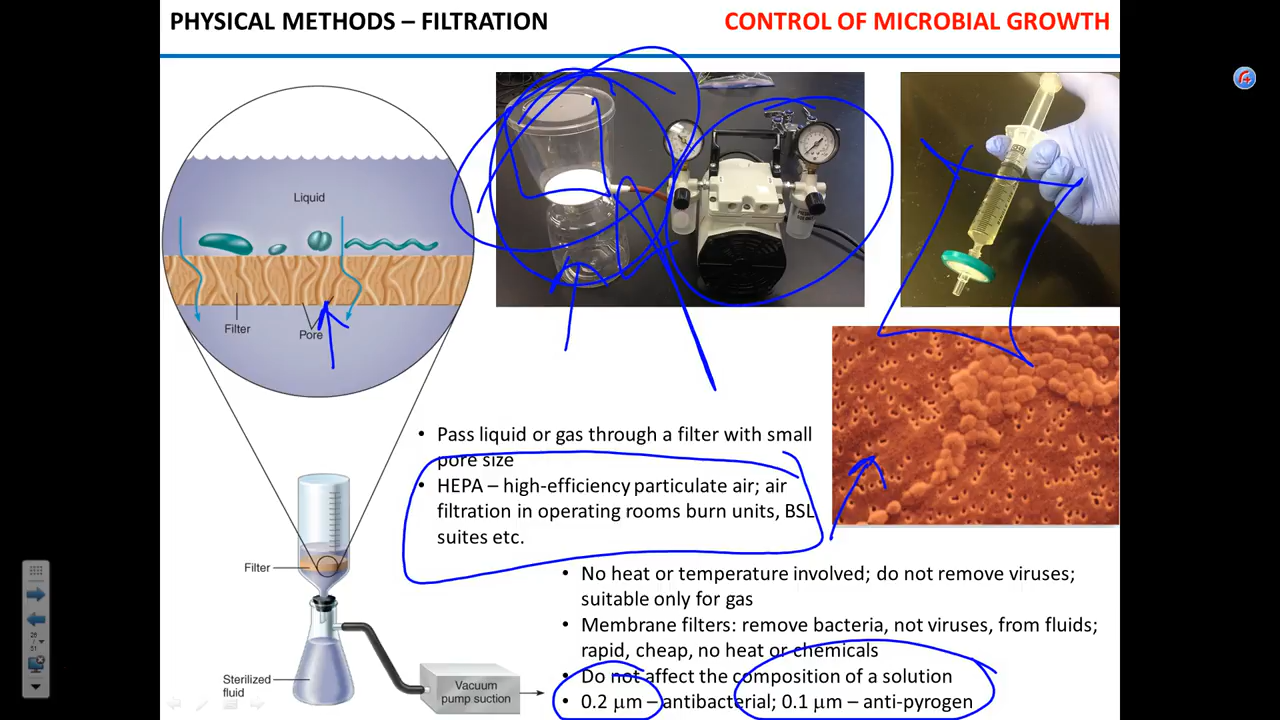 PHYSICAL METHODS – FILTRATION
CONTROL OF MICROBIAL GROWTH
Liquid
Filter
Pore
• Pass liquid or gas through a filter with small
pore size
• HEPA – high-efficiency particulate air; air
filtration in operating rooms burn units, BSL
suites etc.
• No heat or temperature involved; do not remove viruses;
suitable only for gas
• Membrane filters: remove bacteria, not viruses, from fluids;
rapid, cheap, no heat or chemicals
• Do not affect the composition of a solution
• 0.2 μm – antibacterial; 0.1 μm – anti-pyrogen
Filter
Sterilized
fluid
Vacuum
pump suction